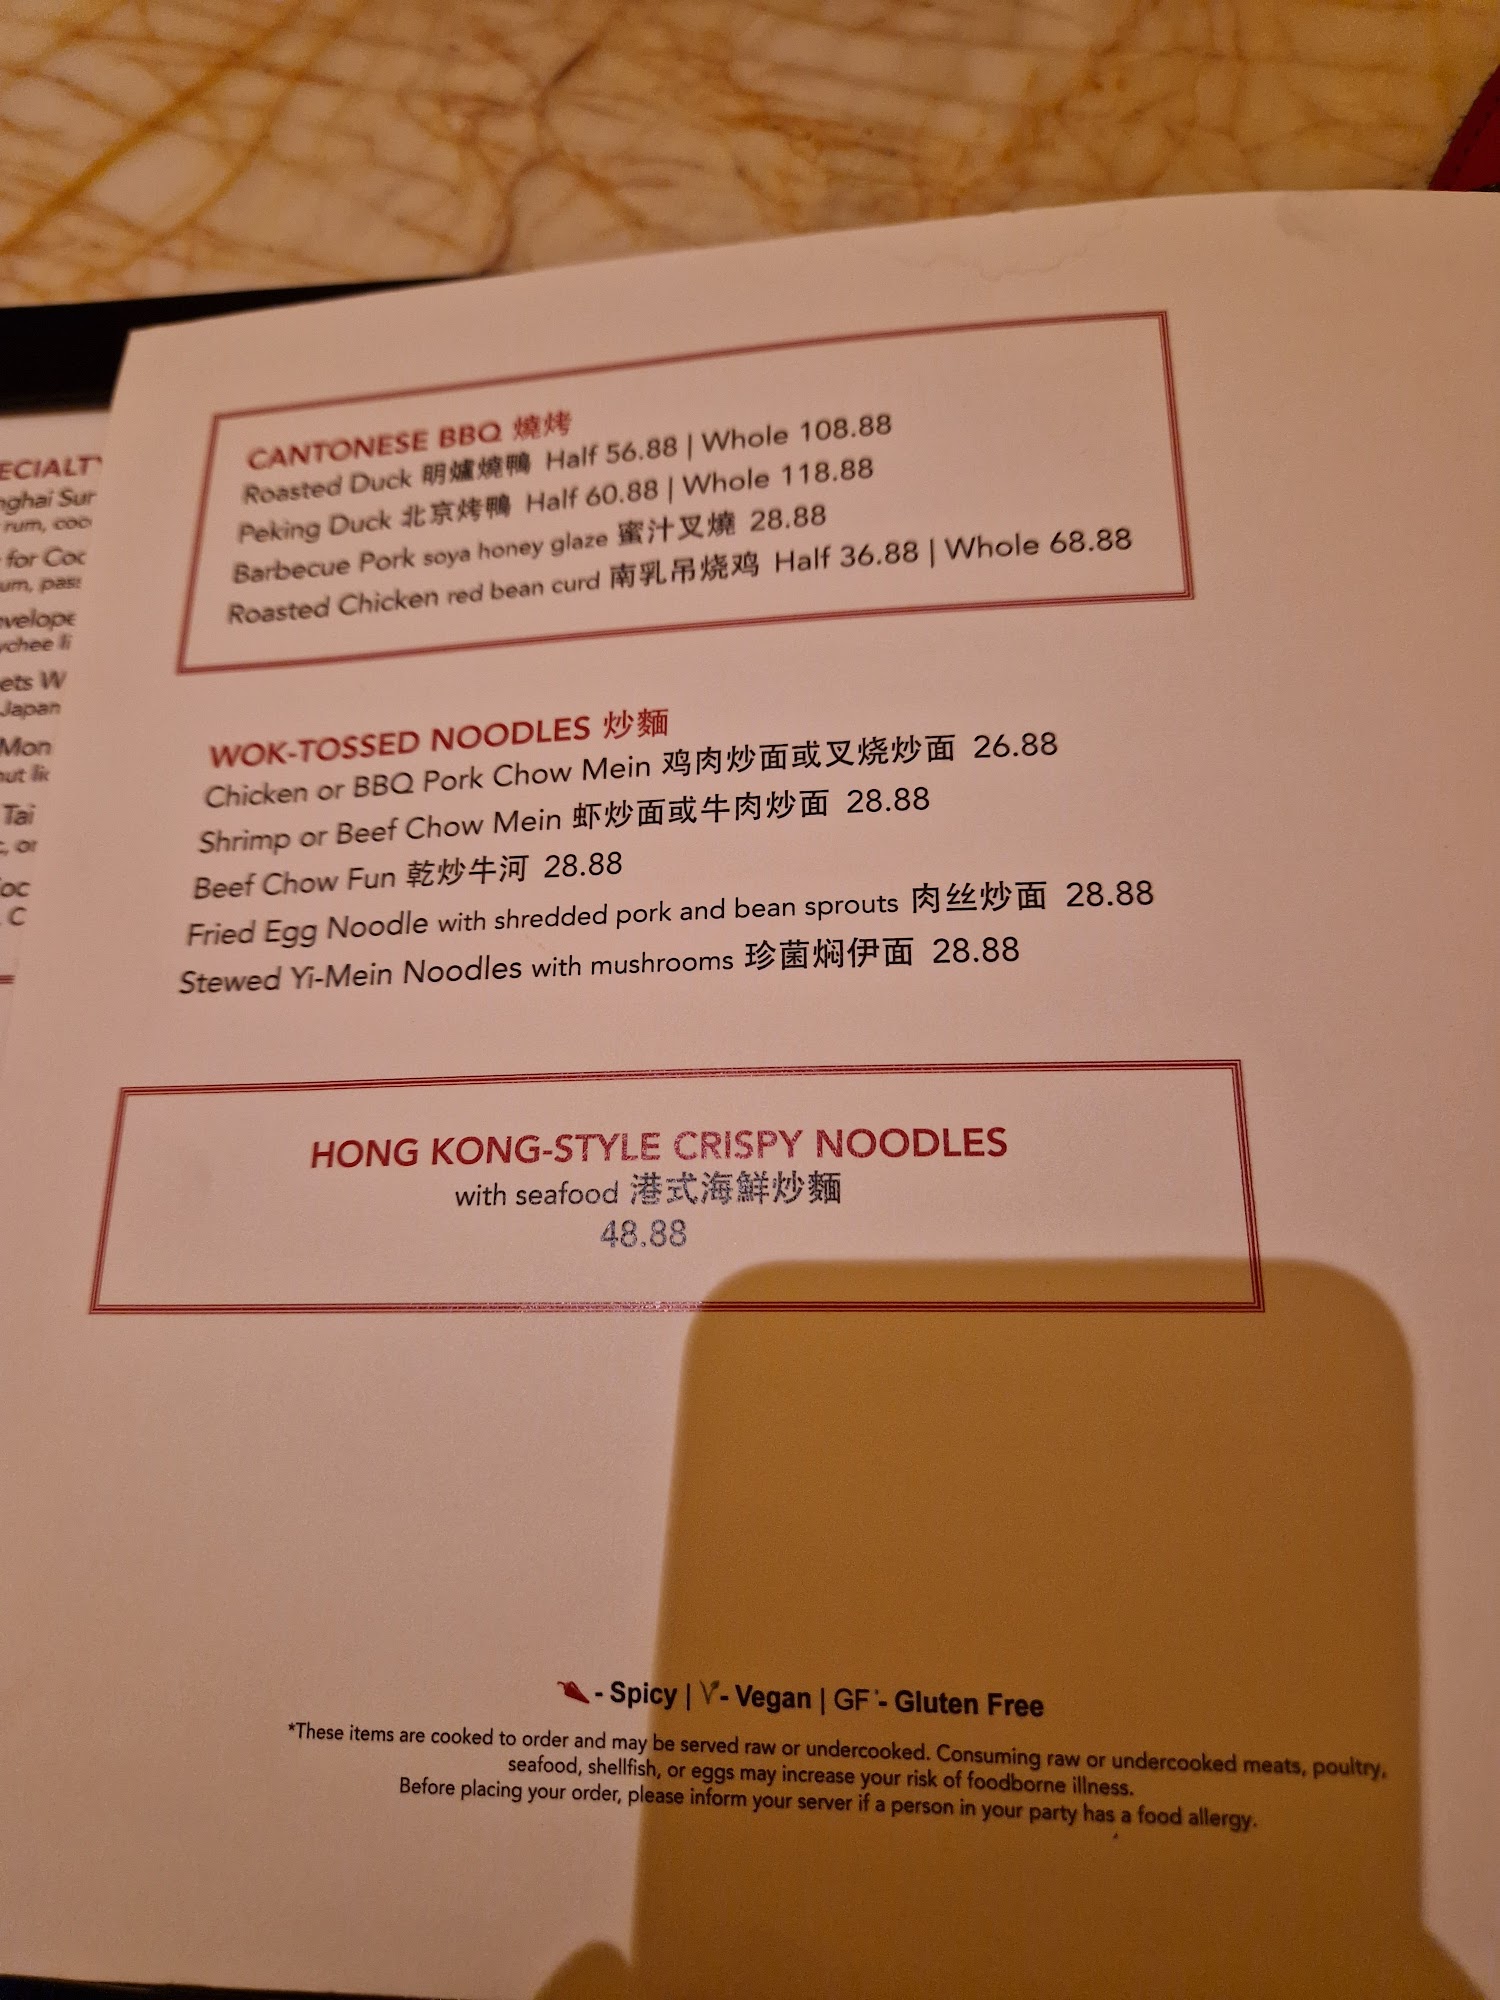 CANTONESE BBQ 燒烤
Roasted Duck 明爐燒鴨 Half 56.88 | Whole 108.88
Peking Duck 北京烤鴨 Half 60.88 | Whole 118.88
Barbecue Pork soya honey glaze 蜜汁叉燒 28.88
Roasted Chicken red bean curd 南乳吊烧鸡 Half 36.88 | Whole 68.88
WOK-TOSSED NOODLES 炒麵
Chicken or BBQ Pork Chow Mein 鸡肉炒面或叉烧炒面 26.88
Shrimp or Beef Chow Mein 虾炒面或牛肉炒面 28.88
Beef Chow Fun 乾炒牛河 28.88
Fried Egg Noodle with shredded pork and bean sprouts 肉丝炒面 28.88
Stewed Yi-Mein Noodles with mushrooms 珍菌焖伊面 28.88
HONG KONG-STYLE CRISPY NOODLES
with seafood 港式海鮮炒麵
48.88
- Spicy | - Vegan | GF - Gluten Free
*These items are cooked to order and may be served raw or undercooked. Consuming raw or undercooked meats, poultry,
seafood, shellfish, or eggs may increase your risk of foodborne illness.
Before placing your order, please inform your server if a person in your party has a food allergy.
rum,
for
Japan
Mon
Tai
C